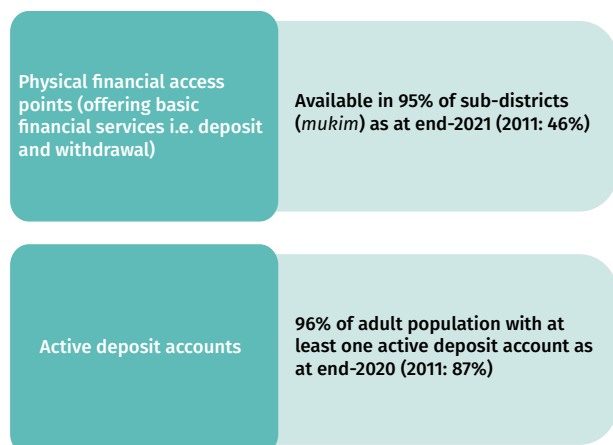 Physical financial access
points (offering basic
financial services i.e. deposit
and withdrawal)
Available in 95% of sub-districts
(mukim) as at end-2021 (2011: 46%)
Active deposit accounts
96% of adult population with at
least one active deposit account as
at end-2020 (2011: 87%)